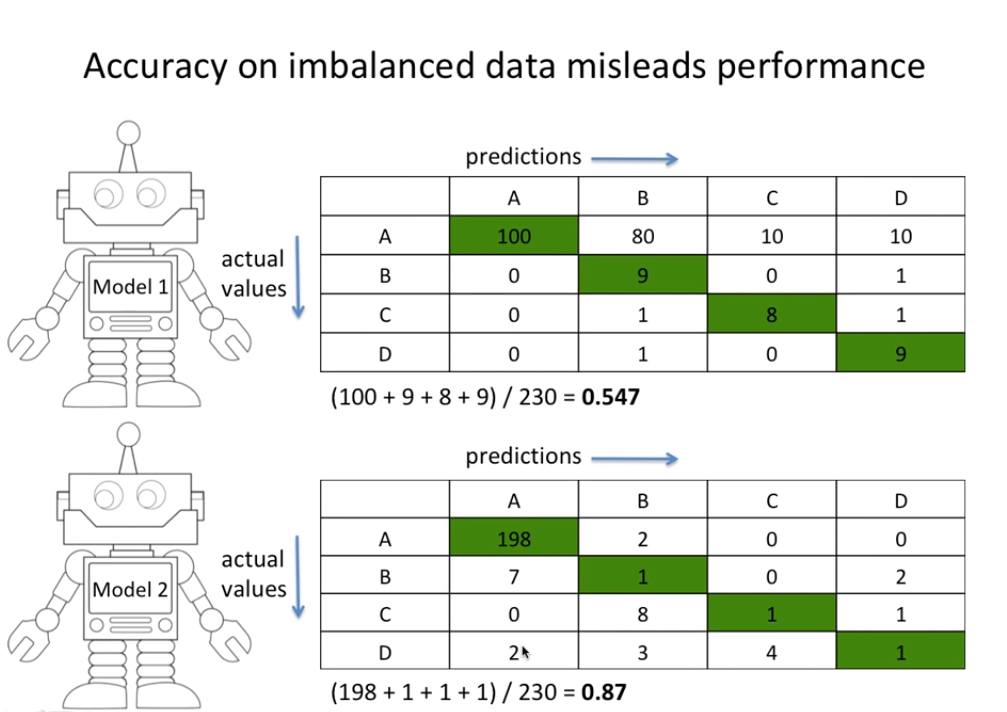 Accuracy on imbalanced data misleads performance
predictions
A B C D
A 100 80 10 10
B 0 9 0 1
C 0 1 8 1
D 0 1 0 9
actual
values
Model 1
(100 + 9 + 8 + 9) / 230 = 0.547
predictions
A B C D
A 198 2 0 0
B 7 1 0 2
C 0 8 1 1
D 2 3 4 1
actual
values
Model 2
(198 + 1 + 1 + 1) / 230 = 0.87